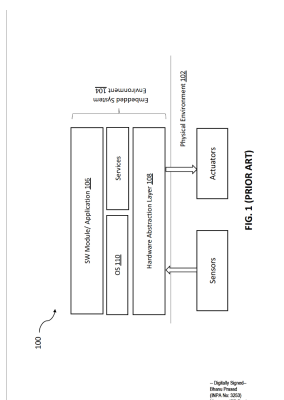 100
SW Module/ Application 106
OS 110
Services
Hardware Abstraction Layer 108
Embedded System
Environment 104
Physical Environment 102
Sensors
Actuators
FIG. 1 (PRIOR ART)
-- Digitally Signed--
Bhanu Prasad
(INPA No: 3253)